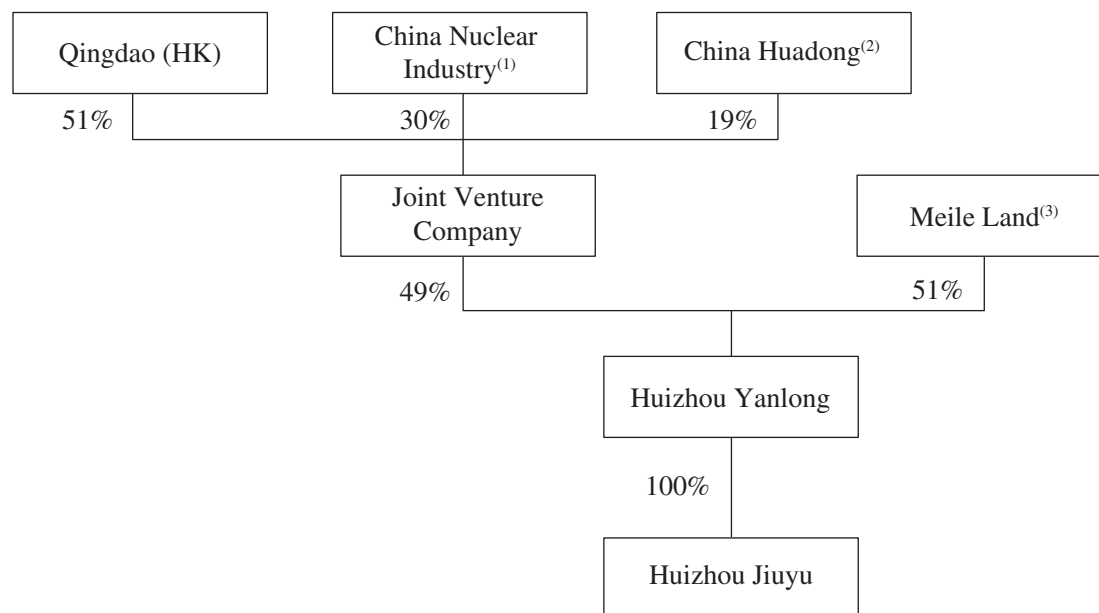 Qingdao (HK)
China Nuclear
Industry(1)
China Huadong(2)
51%
30%
19%
Joint Venture
Company
Meile Land(3)
49%
51%
Huizhou Yanlong
100%
Huizhou Jiuyu